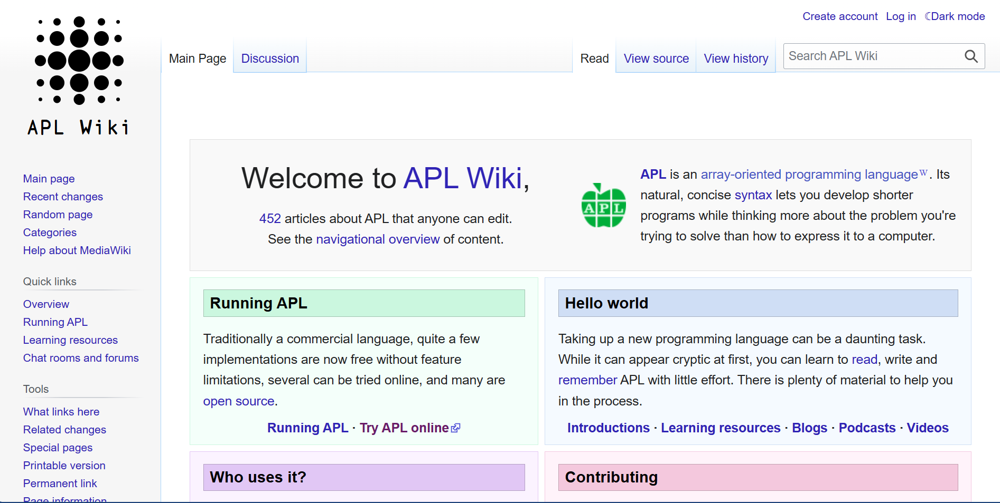 Create account Log in Dark mode
Main Page Discussion Read View source View history Search APL Wiki
APL Wiki
Main page
Recent changes
Random page
Categories
Help about MediaWiki
Quick links
Overview
Running APL
Learning resources
Chat rooms and forums
Tools
What links here
Related changes
Special pages
Printable version
Permanent link
Page information
Welcome to APL Wiki,
452 articles about APL that anyone can edit.
See the navigational overview of content.
APL
APL is an array-oriented programming languageW. Its
natural, concise syntax lets you develop shorter
programs while thinking more about the problem you're
trying to solve than how to express it to a computer.
Running APL
Traditionally a commercial language, quite a few
implementations are now free without feature
limitations, several can be tried online, and many are
open source.
Running APL · Try APL online
Hello world
Taking up a new programming language can be a daunting task.
While it can appear cryptic at first, you can learn to read, write and
remember APL with little effort. There is plenty of material to help you
in the process.
Introductions · Learning resources · Blogs · Podcasts · Videos
Who uses it?
Contributing